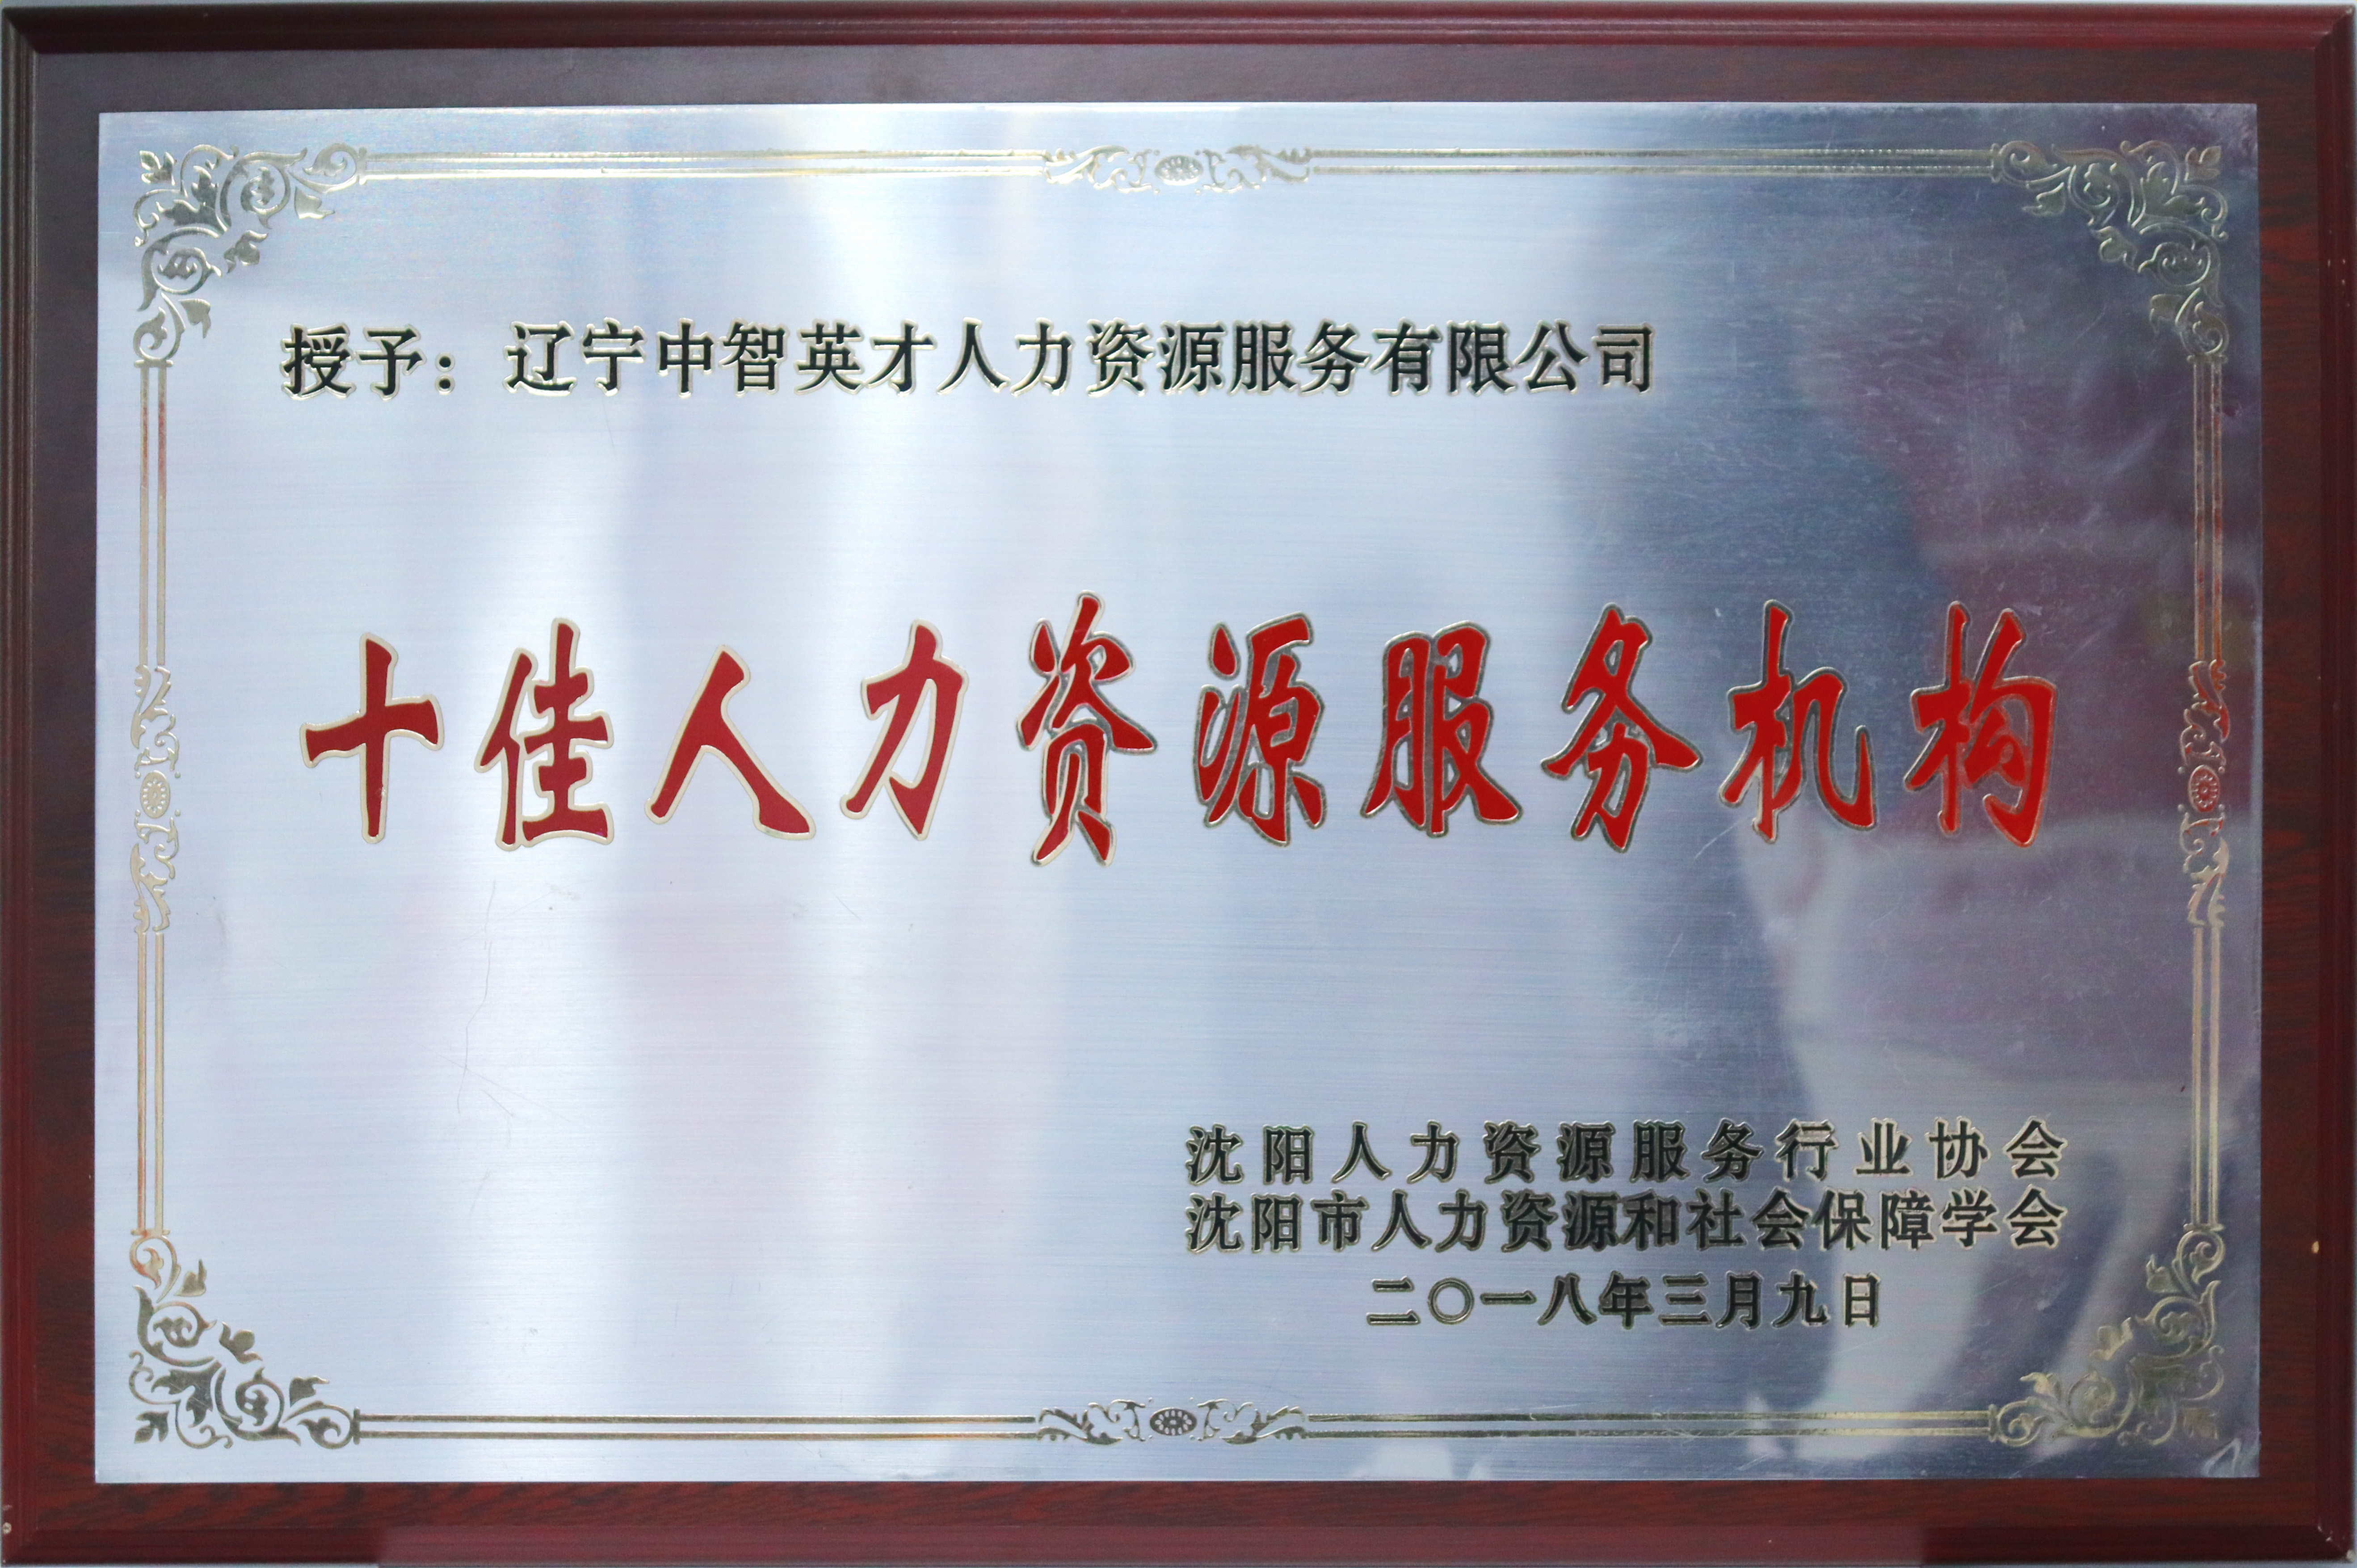 授予：辽宁中智英才人力资源服务有限公司
十佳人力资源服务机构
沈阳人力资源服务行业协会
沈阳市人力资源和社会保障学会
二〇一八年三月九日